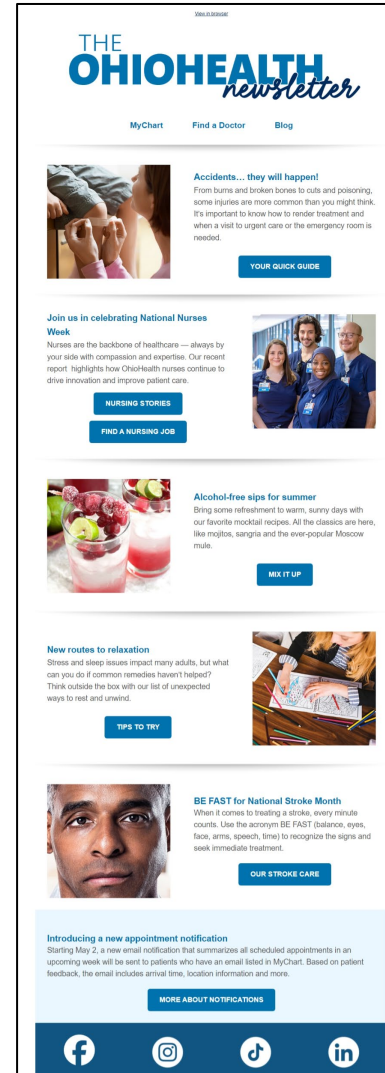 View in browser
THE
OHIOHEALTH
newsletter
MyChart Find a Doctor Blog
Accidents… they will happen!
From burns and broken bones to cuts and poisoning,
some injuries are more common than you might think.
It's important to know how to render treatment and
when a visit to urgent care or the emergency room is
needed.
YOUR QUICK GUIDE
Join us in celebrating National Nurses
Week
Nurses are the backbone of healthcare — always by
your side with compassion and expertise. Our recent
report highlights how OhioHealth nurses continue to
drive innovation and improve patient care.
NURSING STORIES
FIND A NURSING JOB
Alcohol-free sips for summer
Bring some refreshment to warm, sunny days with
our favorite mocktail recipes. All the classics are here,
like mojitos, sangria and the ever-popular Moscow
mule.
MIX IT UP
New routes to relaxation
Stress and sleep issues impact many adults, but what
can you do if common remedies haven't helped?
Think outside the box with our list of unexpected
ways to rest and unwind.
TIPS TO TRY
BE FAST for National Stroke Month
When it comes to treating a stroke, every minute
counts. Use the acronym BE FAST (balance, eyes,
face, arms, speech, time) to recognize the signs and
seek immediate treatment.
OUR STROKE CARE
Introducing a new appointment notification
Starting May 2, a new email notification that summarizes all scheduled appointments in an
upcoming week will be sent to patients who have an email listed in MyChart. Based on patient
feedback, the email includes arrival time, location information and more.
MORE ABOUT NOTIFICATIONS